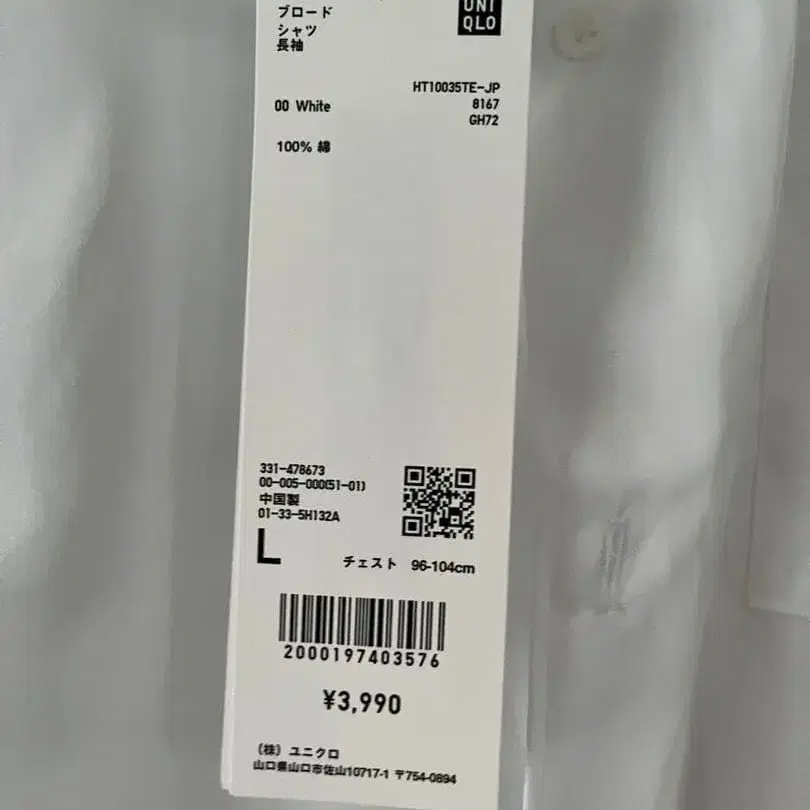 ブロード
シャツ
長袖
UNI
QLO
HT10035TE-JP
00 White
8167
GH72
100% 綿
331-478673
00-005-000(51-01)
中国製
01-33-5H132A
L
チェスト 96-104cm
2000197403576
¥3,990
(株) ユニクロ
山口県山口市佐山10717-1 〒754-0894